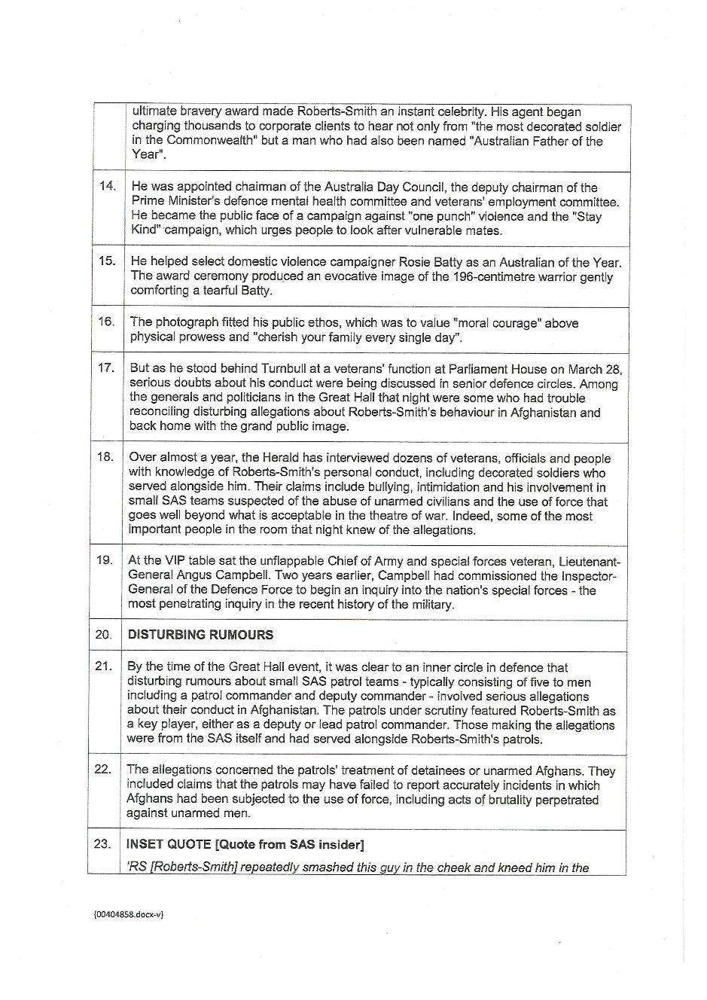 ultimate bravery award made Roberts-Smith an instant celebrity. His agent began
charging thousands to corporate clients to hear not only from "the most decorated soldier
in the Commonwealth" but a man who had also been named "Australian Father of the
Year".
14. He was appointed chairman of the Australia Day Council, the deputy chairman of the
Prime Minister's defence mental health committee and veterans' employment committee.
He became the public face of a campaign against "one punch" violence and the "Stay
Kind" campaign, which urges people to look after vulnerable mates.
15. He helped select domestic violence campaigner Rosie Batty as an Australian of the Year.
The award ceremony produced an evocative image of the 196-centimetre warrior gently
comforting a tearful Batty.
16. The photograph fitted his public ethos, which was to value "moral courage" above
physical prowess and "cherish your family every single day".
17. But as he stood behind Turnbull at a veterans' function at Parliament House on March 28,
serious doubts about his conduct were being discussed in senior defence circles. Among
the generals and politicians in the Great Hall that night were some who had trouble
reconciling disturbing allegations about Roberts-Smith's behaviour in Afghanistan and
back home with the grand public image.
18. Over almost a year, the Herald has interviewed dozens of veterans, officials and people
with knowledge of Roberts-Smith's personal conduct, including decorated soldiers who
served alongside him. Their claims include bullying, intimidation and his involvement in
small SAS teams suspected of the abuse of unarmed civilians and the use of force that
goes well beyond what is acceptable in the theatre of war. Indeed, some of the most
important people in the room that night knew of the allegations.
19. At the VIP table sat the unflappable Chief of Army and special forces veteran, Lieutenant-
General Angus Campbell. Two years earlier, Campbell had commissioned the Inspector-
General of the Defence Force to begin an inquiry into the nation's special forces - the
most penetrating inquiry in the recent history of the military.
20. DISTURBING RUMOURS
21. By the time of the Great Hall event, it was clear to an inner circle in defence that
disturbing rumours about small SAS patrol teams - typically consisting of five to men
including a patrol commander and deputy commander - involved serious allegations
about their conduct in Afghanistan. The patrols under scrutiny featured Roberts-Smith as
a key player, either as a deputy or lead patrol commander. Those making the allegations
were from the SAS itself and had served alongside Roberts-Smith's patrols.
22. The allegations concerned the patrols' treatment of detainees or unarmed Afghans. They
included claims that the patrols may have failed to report accurately incidents in which
Afghans had been subjected to the use of force, including acts of brutality perpetrated
against unarmed men.
23. INSET QUOTE [Quote from SAS insider]
'RS [Roberts-Smith] repeatedly smashed this guy in the cheek and kneed him in the
{00404858.docx-v}